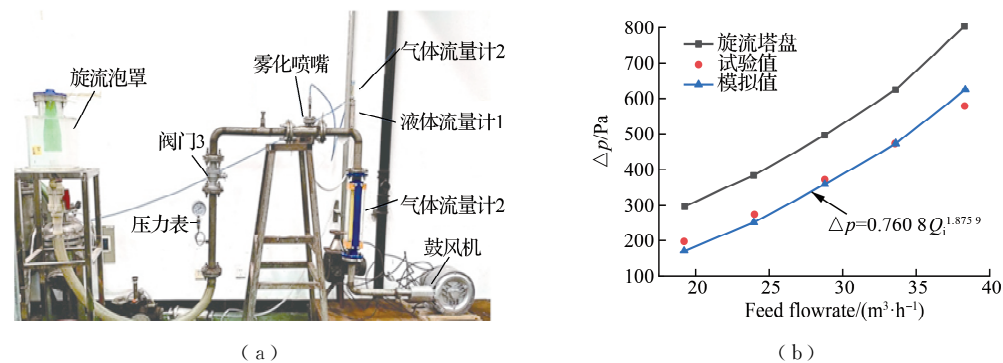 旋流泡罩
雾化喷嘴
气体流量计2
液体流量计1
阀门3
气体流量计2
压力表
鼓风机
(a)
旋流塔盘
试验值
模拟值
△p/Pa
900
800
700
600
500
400
300
200
100
△p=0.760 8Qi^1.875 9
20
25
30
35
40
Feed flowrate/(m³·h⁻¹)
(b)